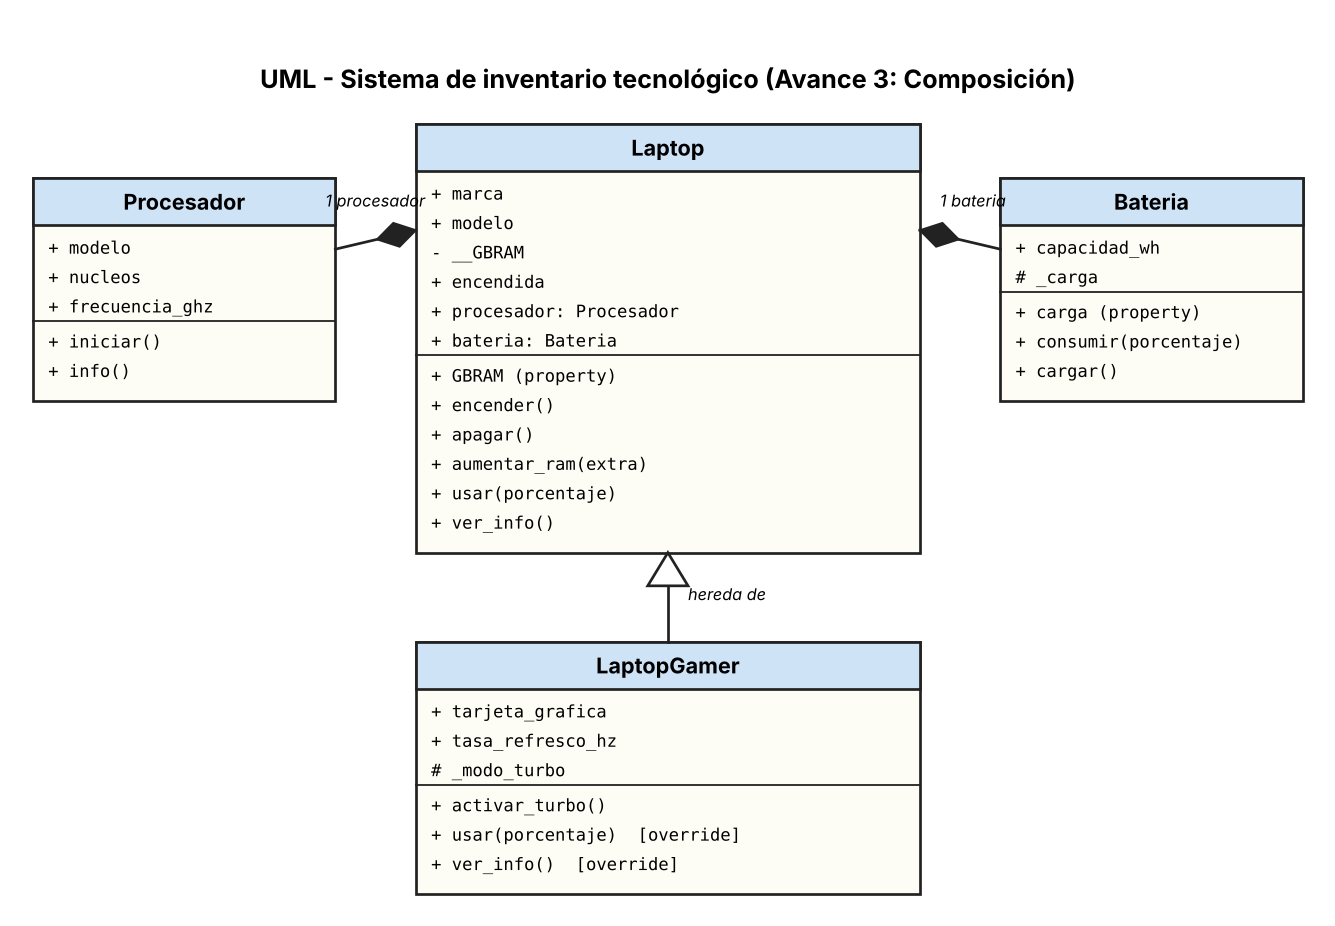 UML - Sistema de inventario tecnológico (Avance 3: Composición)
Procesador
+ modelo
+ nucleos
+ frecuencia_ghz
+ iniciar()
+ info()
1 procesador
Laptop
+ marca
+ modelo
- __GBRAM
+ encendida
+ procesador: Procesador
+ bateria: Bateria
+ GBRAM (property)
+ encender()
+ apagar()
+ aumentar_ram(extra)
+ usar(porcentaje)
+ ver_info()
1 bateria
Bateria
+ capacidad_wh
# _carga
+ carga (property)
+ consumir(porcentaje)
+ cargar()
hereda de
LaptopGamer
+ tarjeta_grafica
+ tasa_refresco_hz
# _modo_turbo
+ activar_turbo()
+ usar(porcentaje)  [override]
+ ver_info()  [override]